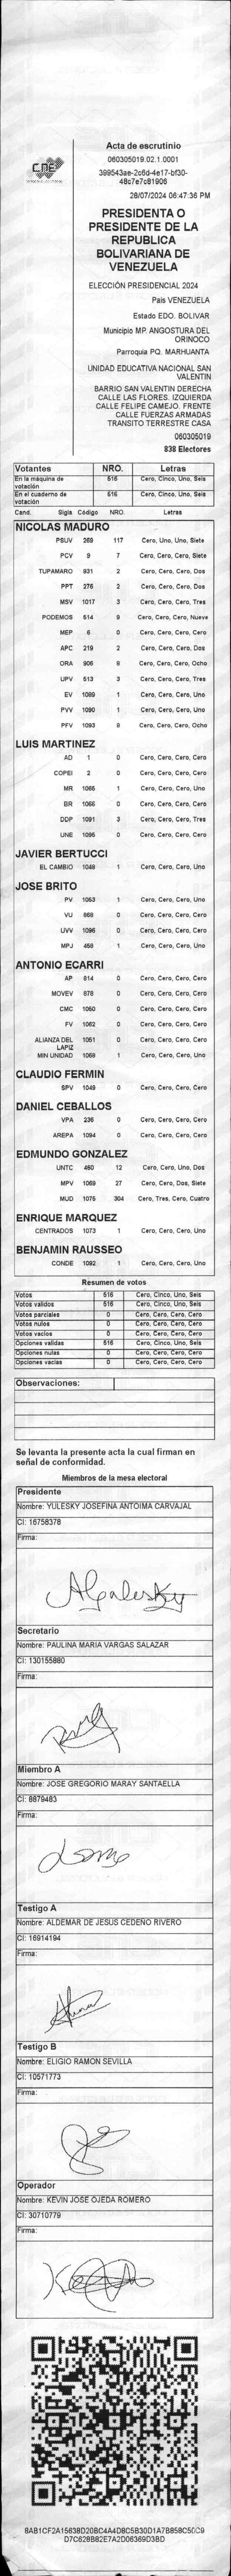 CNE
Acta de escrutinio
060305019.02.1.0001
399543ae-2c6d-4e17-bf30-
48c7e7c81906
28/07/2024 06:47:36 PM
PRESIDENTA O
PRESIDENTE DE LA
REPUBLICA
BOLIVARIANA DE
VENEZUELA
ELECCIÓN PRESIDENCIAL 2024
País VENEZUELA
Estado EDO. BOLIVAR
Municipio MP. ANGOSTURA DEL
ORINOCO
Parroquia PQ. MARHUANTA
UNIDAD EDUCATIVA NACIONAL SAN
VALENTIN
BARRIO SAN VALENTIN DERECHA
CALLE LAS FLORES. IZQUIERDA
CALLE FELIPE CAMEJO. FRENTE
CALLE FUERZAS ARMADAS
TRANSITO TERRESTRE CASA
060305019
838 Electores
Votantes NRO. Letras
En la máquina de votación 516 Cero, Cinco, Uno, Seis
En el cuaderno de votación 516 Cero, Cinco, Uno, Seis
Cand. Sigla Código NRO. Letras
NICOLAS MADURO
PSUV 269 117 Cero, Uno, Uno, Siete
PCV 9 7 Cero, Cero, Cero, Siete
TUPAMARO 931 2 Cero, Cero, Cero, Dos
PPT 276 2 Cero, Cero, Cero, Dos
MSV 1017 3 Cero, Cero, Cero, Tres
PODEMOS 514 9 Cero, Cero, Cero, Nueve
MEP 6 0 Cero, Cero, Cero, Cero
APC 219 2 Cero, Cero, Cero, Dos
ORA 906 8 Cero, Cero, Cero, Ocho
UPV 513 3 Cero, Cero, Cero, Tres
EV 1089 1 Cero, Cero, Cero, Uno
PVV 1090 1 Cero, Cero, Cero, Uno
PFV 1093 8 Cero, Cero, Cero, Ocho
LUIS MARTINEZ
AD 1 0 Cero, Cero, Cero, Cero
COPEI 2 0 Cero, Cero, Cero, Cero
MR 1065 1 Cero, Cero, Cero, Uno
BR 1066 0 Cero, Cero, Cero, Cero
DDP 1091 3 Cero, Cero, Cero, Tres
UNE 1095 0 Cero, Cero, Cero, Cero
JAVIER BERTUCCI
EL CAMBIO 1048 1 Cero, Cero, Cero, Uno
JOSE BRITO
PV 1053 1 Cero, Cero, Cero, Uno
VU 868 0 Cero, Cero, Cero, Cero
UVV 1096 0 Cero, Cero, Cero, Cero
MPJ 458 1 Cero, Cero, Cero, Uno
ANTONIO ECARRI
AP 814 0 Cero, Cero, Cero, Cero
MOVEV 878 0 Cero, Cero, Cero, Cero
CMC 1050 0 Cero, Cero, Cero, Cero
FV 1062 0 Cero, Cero, Cero, Cero
ALIANZA DEL LAPIZ 1051 0 Cero, Cero, Cero, Cero
MIN UNIDAD 1068 1 Cero, Cero, Cero, Uno
CLAUDIO FERMIN
SPV 1049 0 Cero, Cero, Cero, Cero
DANIEL CEBALLOS
VPA 236 0 Cero, Cero, Cero, Cero
AREPA 1094 0 Cero, Cero, Cero, Cero
EDMUNDO GONZALEZ
UNTC 460 12 Cero, Cero, Uno, Dos
MPV 1069 27 Cero, Cero, Dos, Siete
MUD 1075 304 Cero, Tres, Cero, Cuatro
ENRIQUE MARQUEZ
CENTRADOS 1073 1 Cero, Cero, Cero, Uno
BENJAMIN RAUSSEO
CONDE 1092 1 Cero, Cero, Cero, Uno
Resumen de votos
Votos 516 Cero, Cinco, Uno, Seis
Votos validos 516 Cero, Cinco, Uno, Seis
Votos parciales 0 Cero, Cero, Cero, Cero
Votos nulos 0 Cero, Cero, Cero, Cero
Votos vacíos 0 Cero, Cero, Cero, Cero
Opciones validas 516 Cero, Cinco, Uno, Seis
Opciones nulas 0 Cero, Cero, Cero, Cero
Opciones vacías 0 Cero, Cero, Cero, Cero
Observaciones:
Se levanta la presente acta la cual firman en
señal de conformidad.
Miembros de la mesa electoral
Presidente
Nombre: YULESKY JOSEFINA ANTOIMA CARVAJAL
CI: 16758378
Firma:
Secretario
Nombre: PAULINA MARIA VARGAS SALAZAR
CI: 130155880
Firma:
Miembro A
Nombre: JOSE GREGORIO MARAY SANTAELLA
CI: 8879483
Firma:
Testigo A
Nombre: ALDEMAR DE JESUS CEDEÑO RIVERO
CI: 16914194
Firma:
Testigo B
Nombre: ELIGIO RAMON SEVILLA
CI: 10571773
Firma:
Operador
Nombre: KEVIN JOSE OJEDA ROMERO
CI: 30710779
Firma:
8AB1CF2A15638D20BC4A4D8C5B30D1A7B858C50C9
D7C628B82E7A2D06369D3BD